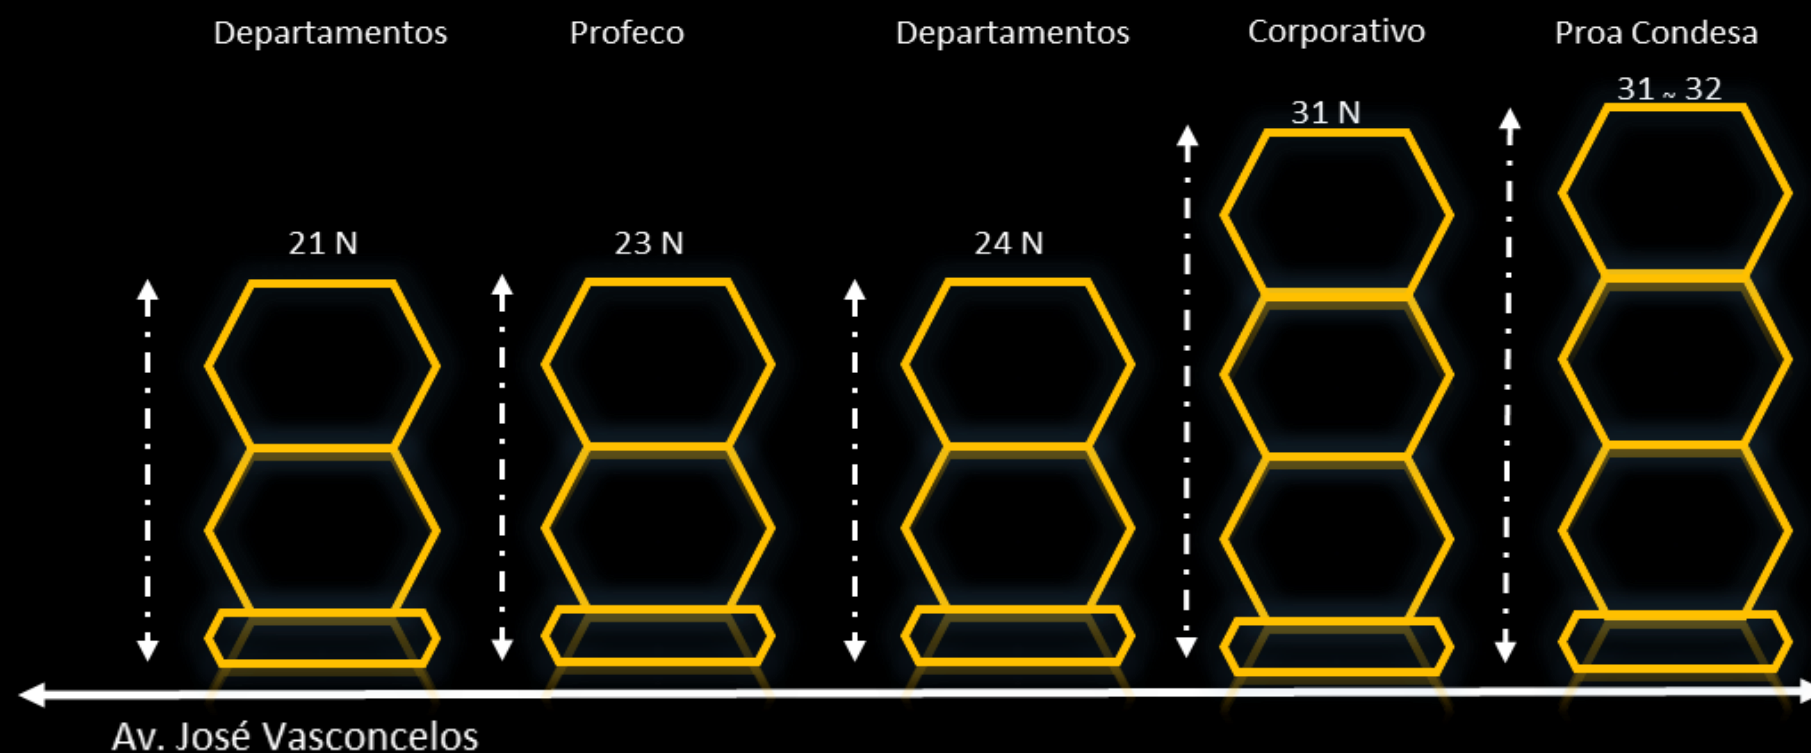 Departamentos Profeco Departamentos Corporativo Proa Condesa
31 ~ 32
31 N
21 N 23 N 24 N
Av. José Vasconcelos